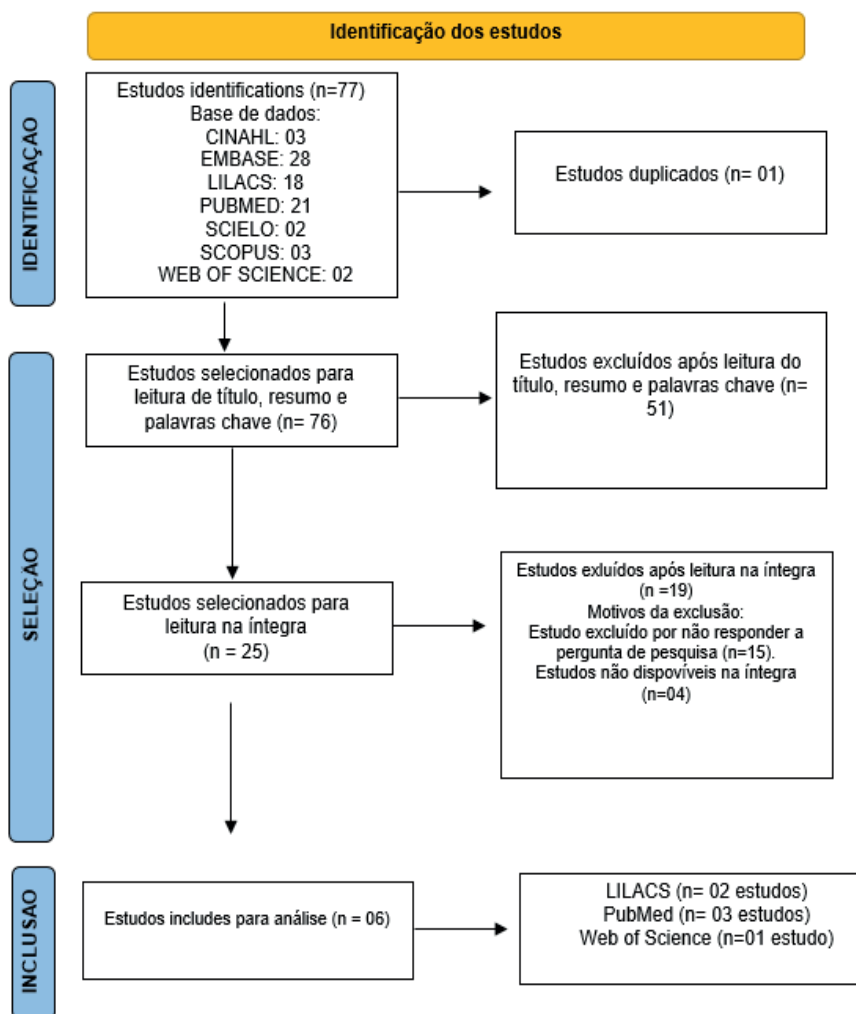 Identificação dos estudos
IDENTIFICAÇÃO
Estudos identifications (n=77)
Base de dados:
CINAHL: 03
EMBASE: 28
LILACS: 18
PUBMED: 21
SCIELO: 02
SCOPUS: 03
WEB OF SCIENCE: 02
Estudos duplicados (n= 01)
SELEÇÃO
Estudos selecionados para
leitura de título, resumo e
palavras chave (n= 76)
Estudos excluídos após leitura do
título, resumo e palavras chave (n=
51)
Estudos selecionados para
leitura na íntegra
(n = 25)
Estudos exluídos após leitura na íntegra
(n =19)
Motivos da exclusão:
Estudo excluído por não responder a
pergunta de pesquisa (n=15).
Estudos não dispovíveis na íntegra
(n=04)
INCLUSAO
Estudos includes para análise (n = 06)
LILACS (n= 02 estudos)
PubMed (n= 03 estudos)
Web of Science (n=01 estudo)